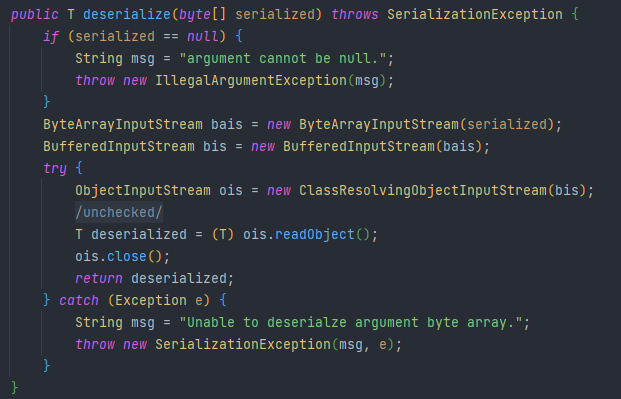 public T deserialize(byte[] serialized) throws SerializationException {
if (serialized == null) {
String msg = "argument cannot be null.";
throw new IllegalArgumentException(msg);
}
ByteArrayInputStream bais = new ByteArrayInputStream(serialized);
BufferedInputStream bis = new BufferedInputStream(bais);
try {
ObjectInputStream ois = new ClassResolvingObjectInputStream(bis);
/unchecked/
T deserialized = (T) ois.readObject();
ois.close();
return deserialized;
} catch (Exception e) {
String msg = "Unable to deserialze argument byte array.";
throw new SerializationException(msg, e);
}
}